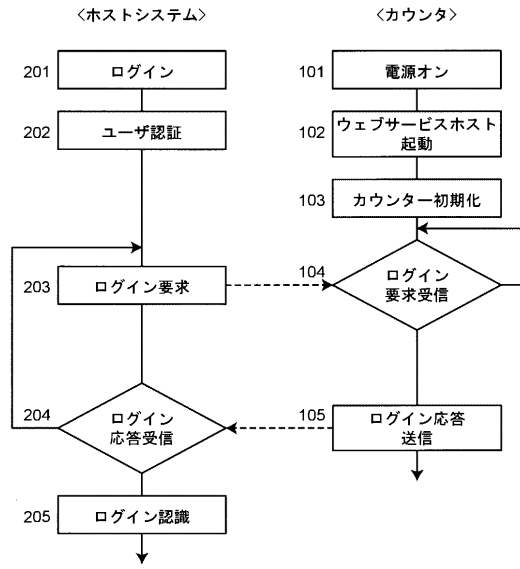 〈ホストシステム〉
201
ログイン
202
ユーザ認証
203
ログイン要求
204
ログイン
応答受信
205
ログイン認識
〈カウンタ〉
101
電源オン
102
ウェブサービスホスト
起動
103
カウンター初期化
104
ログイン
要求受信
105
ログイン応答
送信